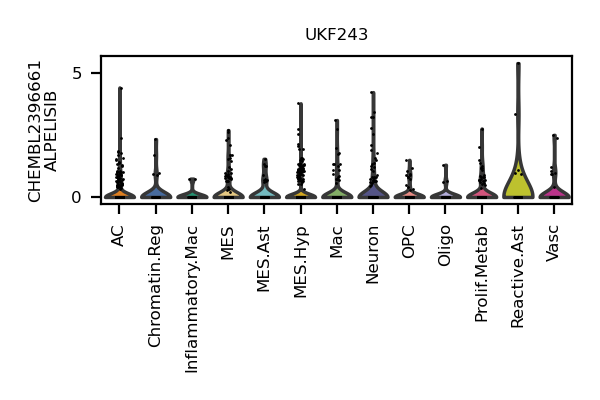 UKF243
CHEMBL2396661
ALPELISIB
5
0
AC
Chromatin.Reg
Inflammatory.Mac
MES
MES.Ast
MES.Hyp
Mac
Neuron
OPC
Oligo
Prolif.Metab
Reactive.Ast
Vasc